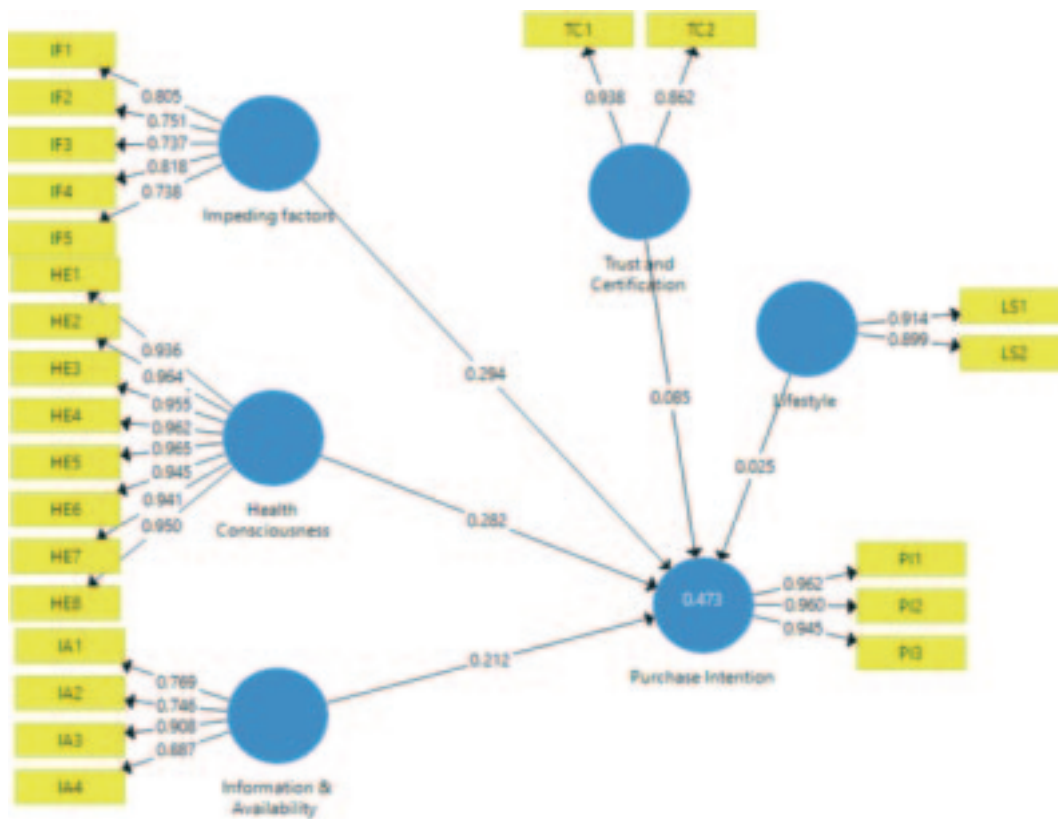 TC1 TC2
IF1
IF2
IF3
IF4
IF5
0.805
0.751
0.737
0.818
0.738
0.938 0.862
Impeding factors
Trust and
Certification
HE1
HE2
HE3
HE4
HE5
HE6
HE7
HE8
0.936
0.964
0.955
0.962
0.965
0.945
0.941
0.950
Health
Consciousness
LS1
LS2
0.914
0.899
Lifestyle
0.294
0.085
0.025
0.282
0.212
0.473
Purchase Intention
0.962
0.960
0.945
PI1
PI2
PI3
IA1
IA2
IA3
IA4
0.746
0.908
0.887
Information &
Availability